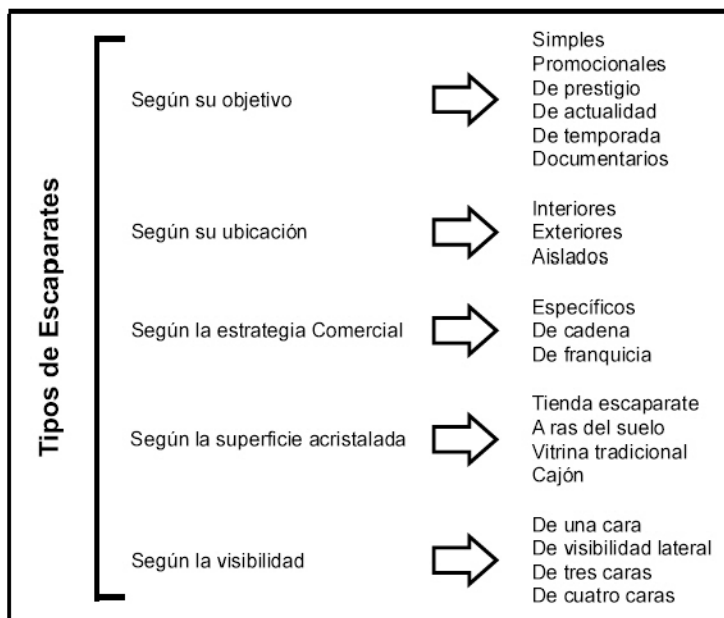 Tipos de Escaparates
Según su objetivo
Simples
Promocionales
De prestigio
De actualidad
De temporada
Documentarios
Según su ubicación
Interiores
Exteriores
Aislados
Según la estrategia Comercial
Específicos
De cadena
De franquicia
Según la superficie acristalada
Tienda escaparate
A ras del suelo
Vitrina tradicional
Cajón
Según la visibilidad
De una cara
De visibilidad lateral
De tres caras
De cuatro caras